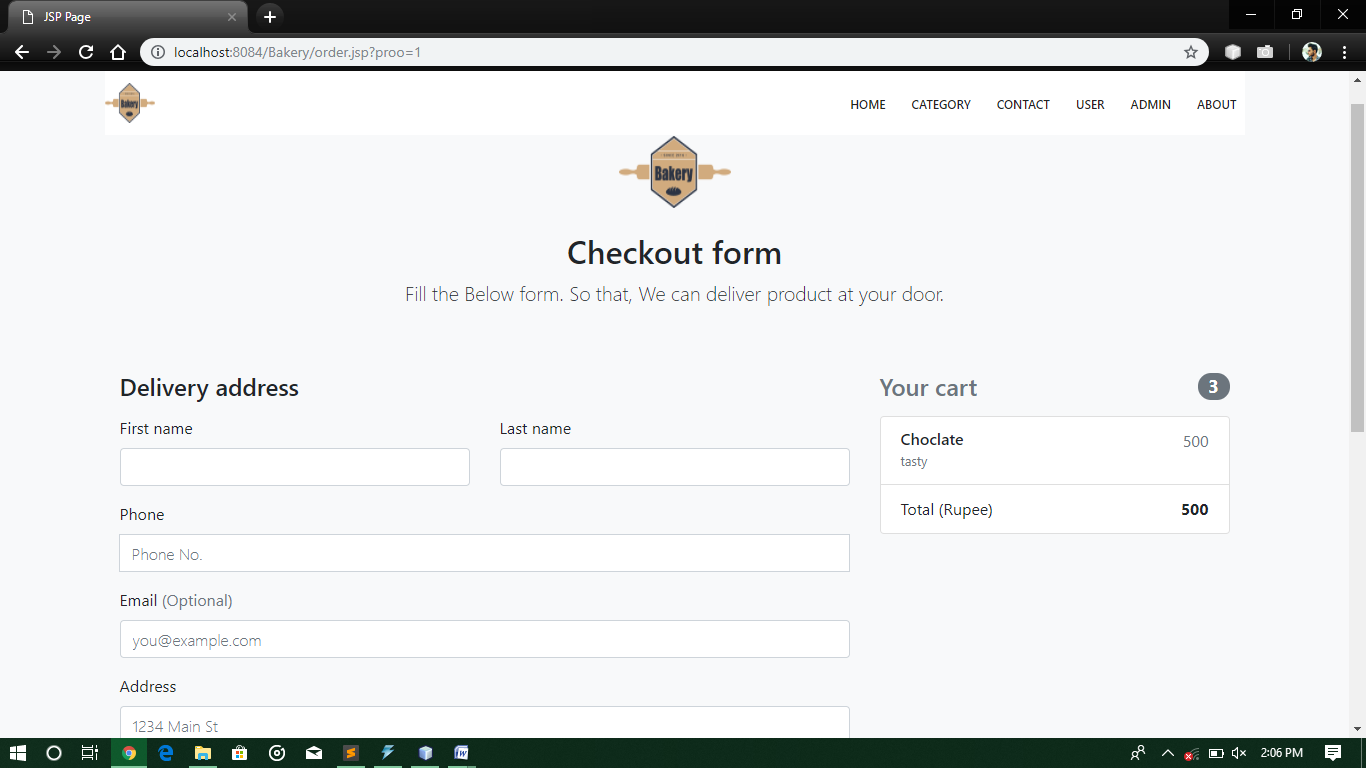 JSP Page
localhost:8084/Bakery/order.jsp?proo=1
Bakery
HOME CATEGORY CONTACT USER ADMIN ABOUT
Bakery
Checkout form
Fill the Below form. So that, We can deliver product at your door.
Delivery address
First name Last name
Phone
Phone No.
Email (Optional)
you@example.com
Address
1234 Main St
Your cart 3
Choclate 500
tasty
Total (Rupee) 500
2:06 PM